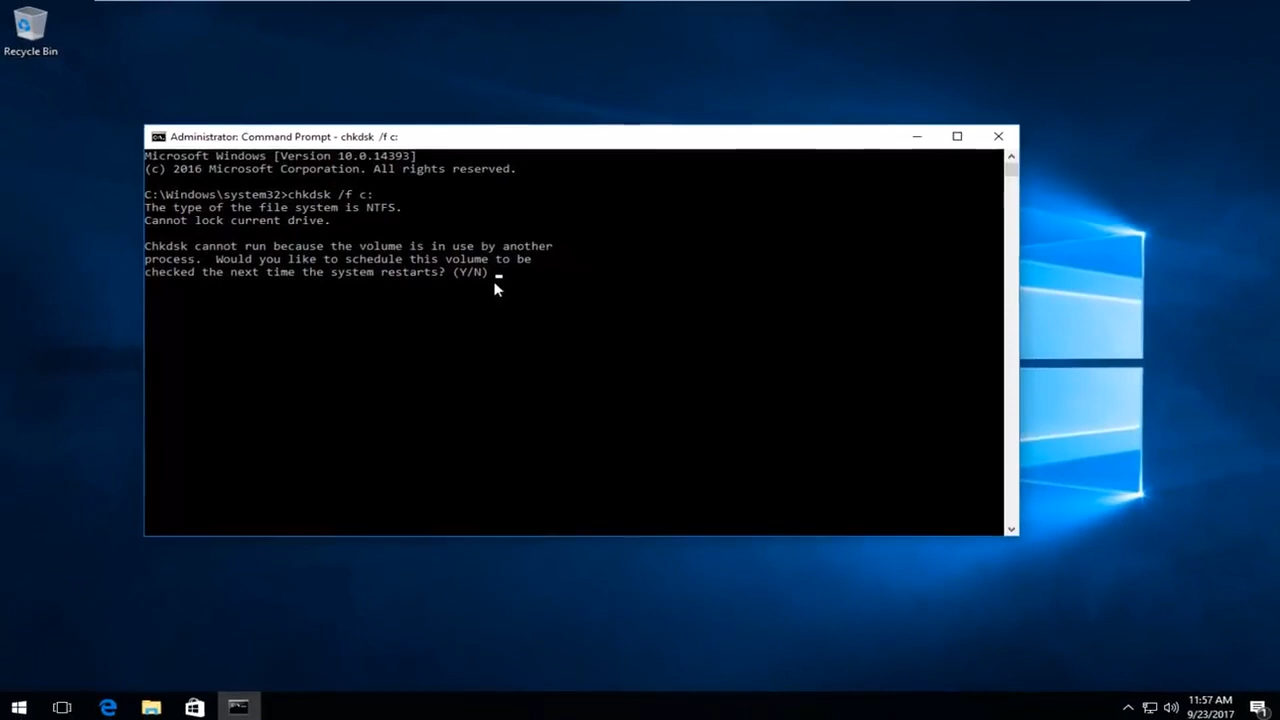 Recycle Bin
Administrator: Command Prompt - chkdsk  /f c:
Microsoft Windows [Version 10.0.14393]
(c) 2016 Microsoft Corporation. All rights reserved.
C:\Windows\system32>chkdsk /f c:
The type of the file system is NTFS.
Cannot lock current drive.
Chkdsk cannot run because the volume is in use by another
process.  Would you like to schedule this volume to be
checked the next time the system restarts? (Y/N)
11:57 AM
9/23/2017
1